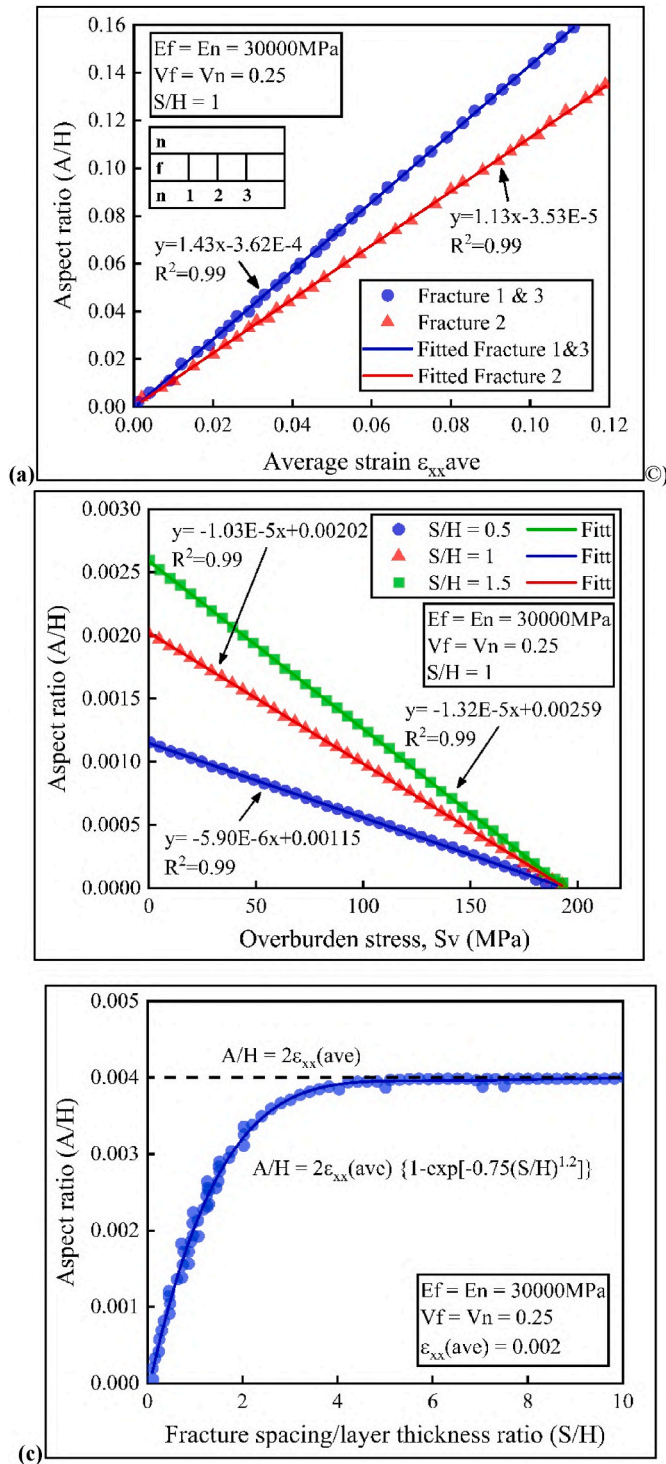 0.16
0.14
0.12
0.10
0.08
0.06
0.04
0.02
0.00
Aspect ratio (A/H)
Ef = En = 30000MPa
Vf = Vn = 0.25
S/H = 1
n
f
n 1 2 3
y=1.43x-3.62E-4
R²=0.99
y=1.13x-3.53E-5
R²=0.99
Fracture 1 & 3
Fracture 2
Fitted Fracture 1&3
Fitted Fracture 2
0.00 0.02 0.04 0.06 0.08 0.10 0.12
Average strain εxxave
(a)
©)
0.0030
0.0025
0.0020
0.0015
0.0010
0.0005
0.0000
Aspect ratio (A/H)
y= -1.03E-5x+0.00202
R²=0.99
S/H = 0.5 Fitt
S/H = 1 Fitt
S/H = 1.5 Fitt
Ef = En = 30000MPa
Vf = Vn = 0.25
S/H = 1
y= -1.32E-5x+0.00259
R²=0.99
y= -5.90E-6x+0.00115
R²=0.99
0 50 100 150 200
Overburden stress, Sv (MPa)
0.005
0.004
0.003
0.002
0.001
0.000
Aspect ratio (A/H)
A/H = 2εxx(ave)
A/H = 2εxx(ave) {1-exp[-0.75(S/H)^1.2]}
Ef = En = 30000MPa
Vf = Vn = 0.25
εxx(ave) = 0.002
0 2 4 6 8 10
Fracture spacing/layer thickness ratio (S/H)
(c)